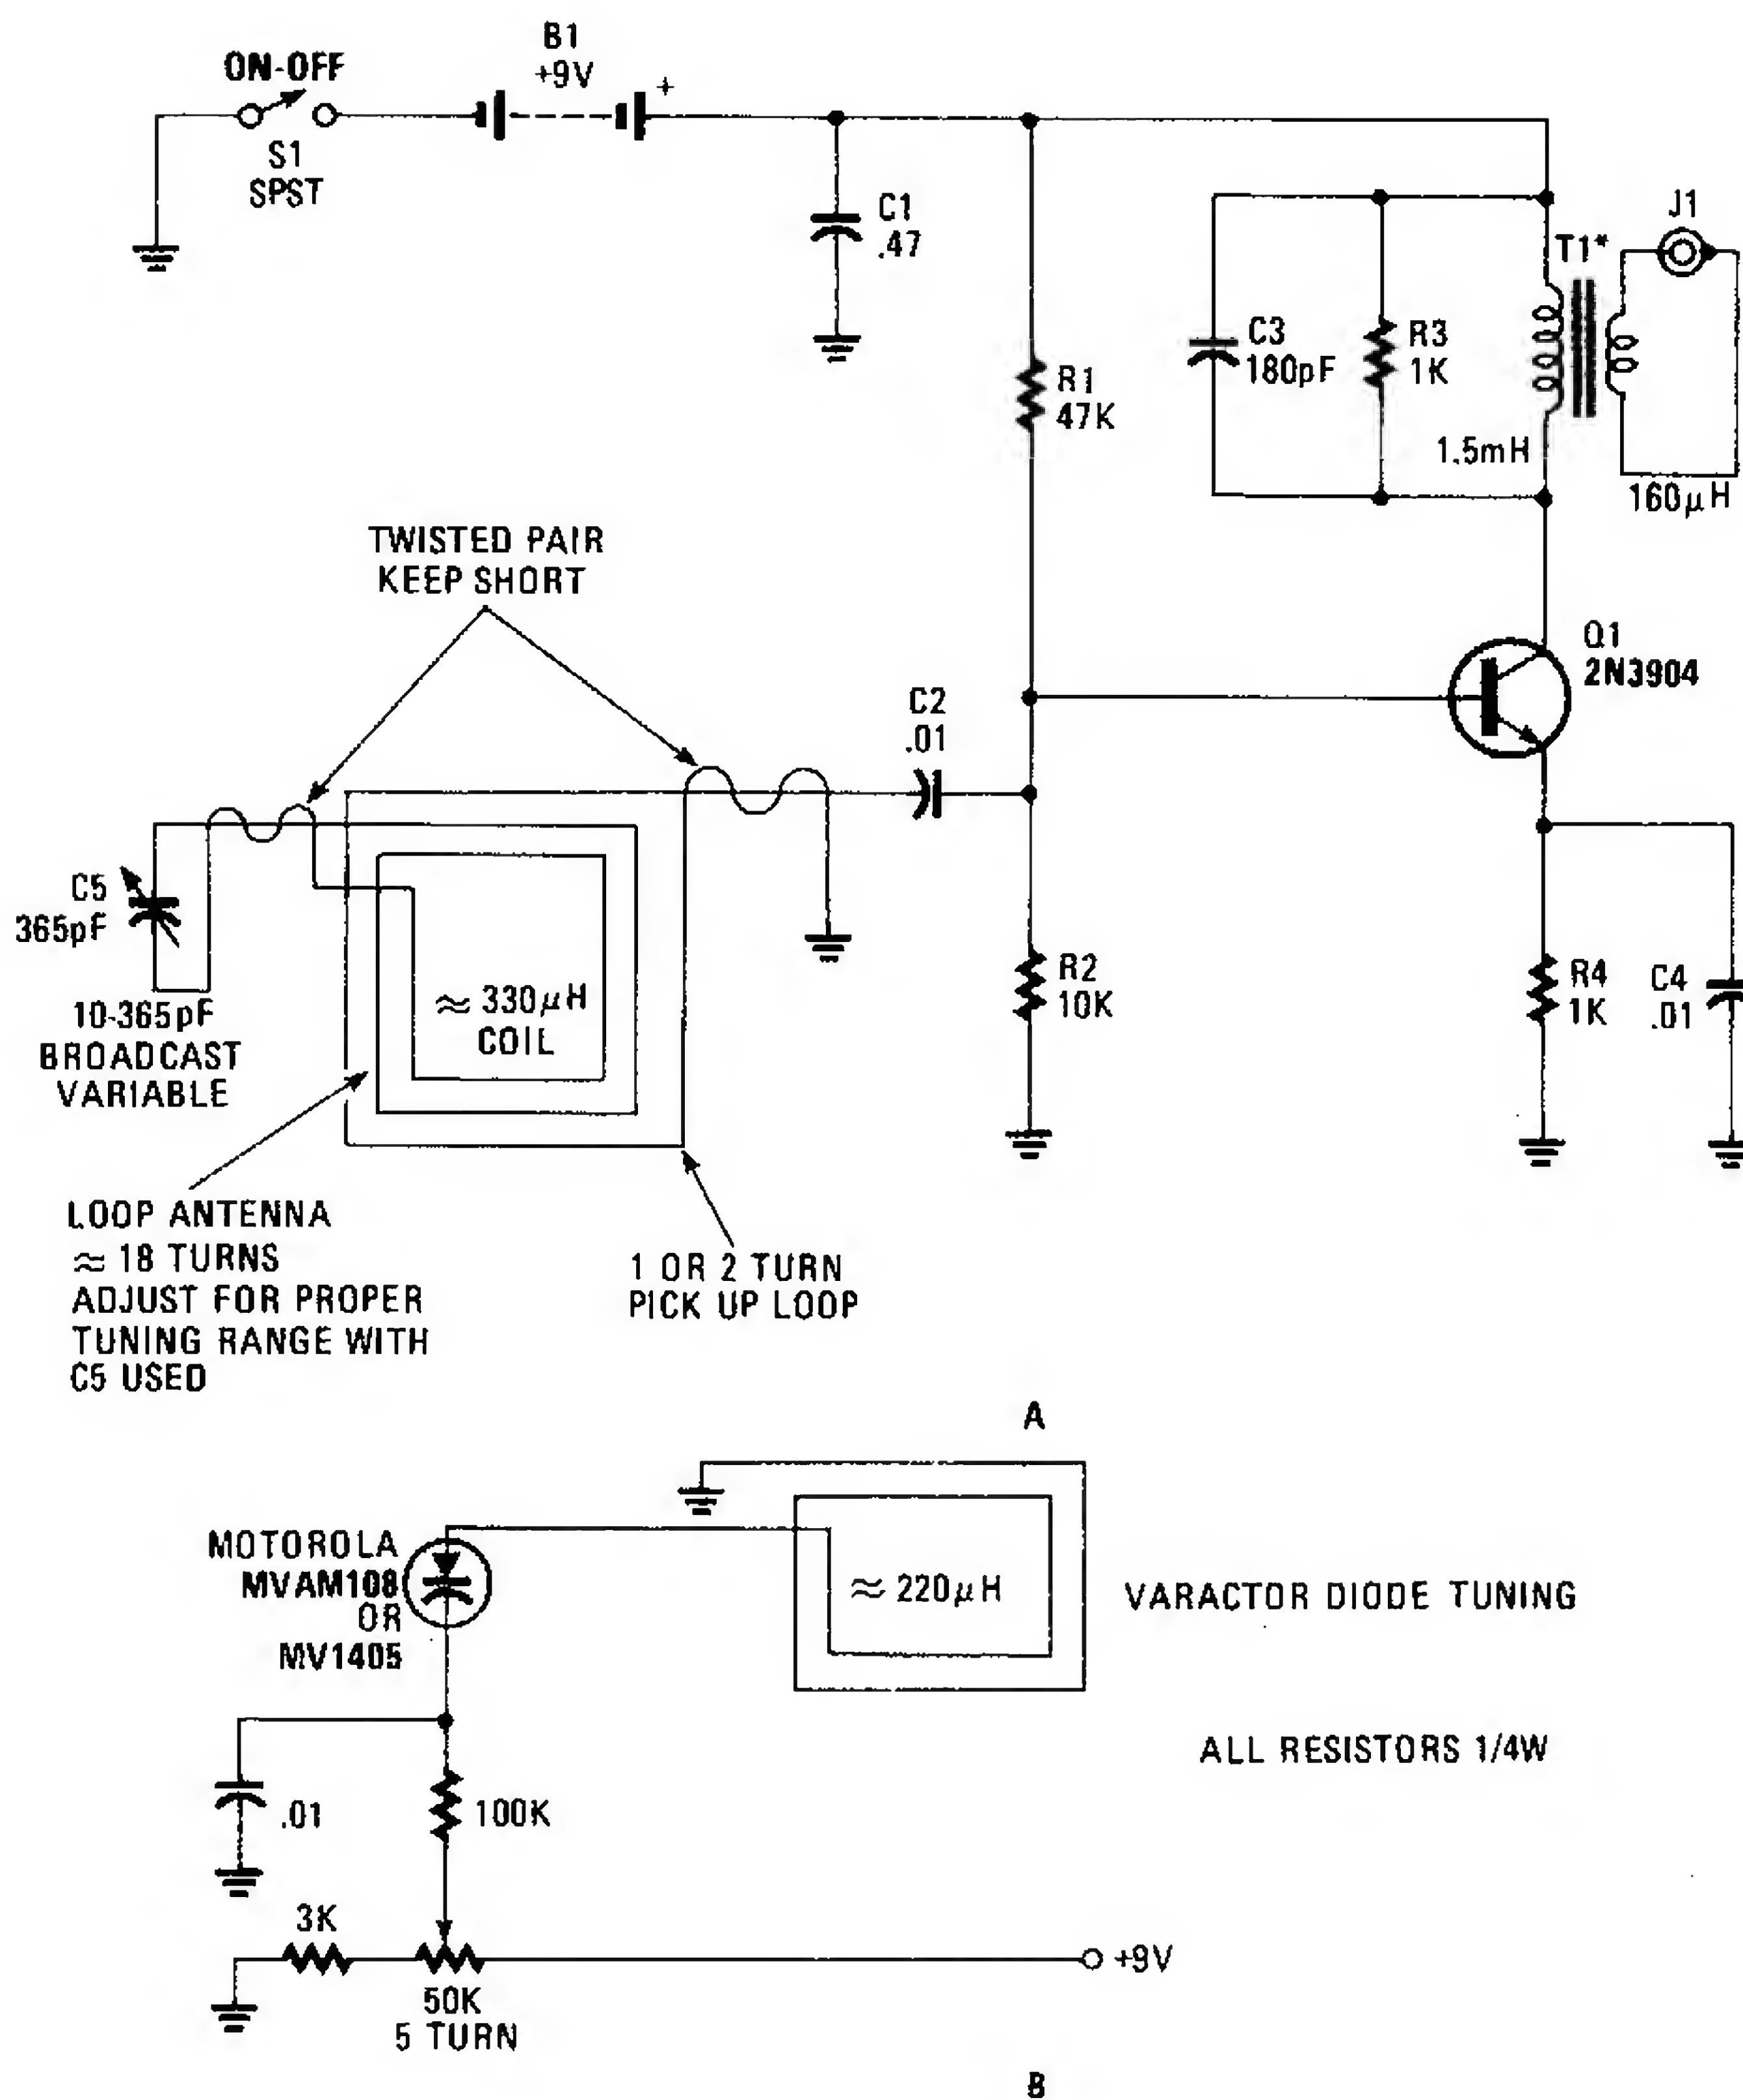 ON-OFF
S1
SPST
B1
+9V
+
C1
.47
R1
47K
C3
180pF
R3
1K
T1*
1.5mH
J1
160μH
TWISTED PAIR
KEEP SHORT
Q1
2N3904
C2
.01
C5
365pF
10-365pF
BROADCAST
VARIABLE
≈ 330μH
COIL
R2
10K
R4
1K
C4
.01
LOOP ANTENNA
≈ 18 TURNS
ADJUST FOR PROPER
TUNING RANGE WITH
C5 USED
1 OR 2 TURN
PICK UP LOOP
A
MOTOROLA
MVAM108
OR
MV1405
≈ 220μH
VARACTOR DIODE TUNING
ALL RESISTORS 1/4W
.01
100K
3K
50K
5 TURN
+9V
B